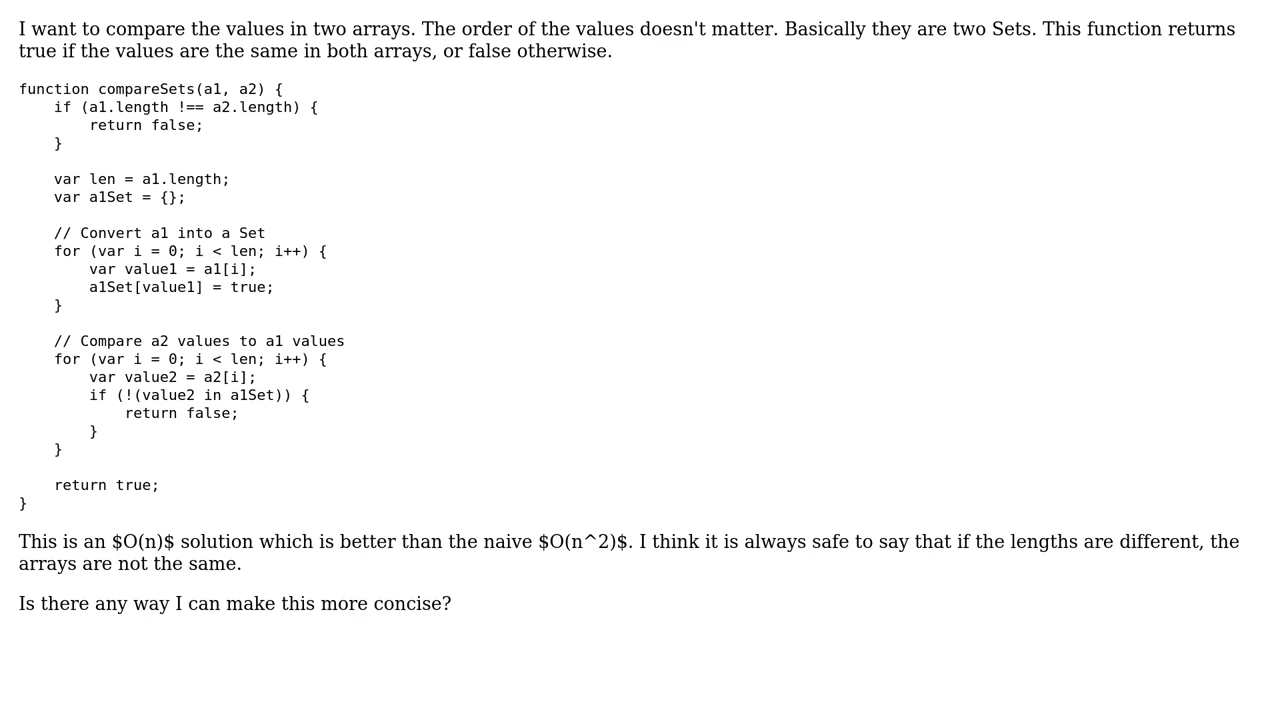 I want to compare the values in two arrays. The order of the values doesn't matter. Basically they are two Sets. This function returns
true if the values are the same in both arrays, or false otherwise.
function compareSets(a1, a2) {
    if (a1.length !== a2.length) {
        return false;
    }
    var len = a1.length;
    var a1Set = {};
    // Convert a1 into a Set
    for (var i = 0; i < len; i++) {
        var value1 = a1[i];
        a1Set[value1] = true;
    }
    // Compare a2 values to a1 values
    for (var i = 0; i < len; i++) {
        var value2 = a2[i];
        if (!(value2 in a1Set)) {
            return false;
        }
    }
    return true;
}
This is an $O(n)$ solution which is better than the naive $O(n^2)$. I think it is always safe to say that if the lengths are different, the
arrays are not the same.
Is there any way I can make this more concise?